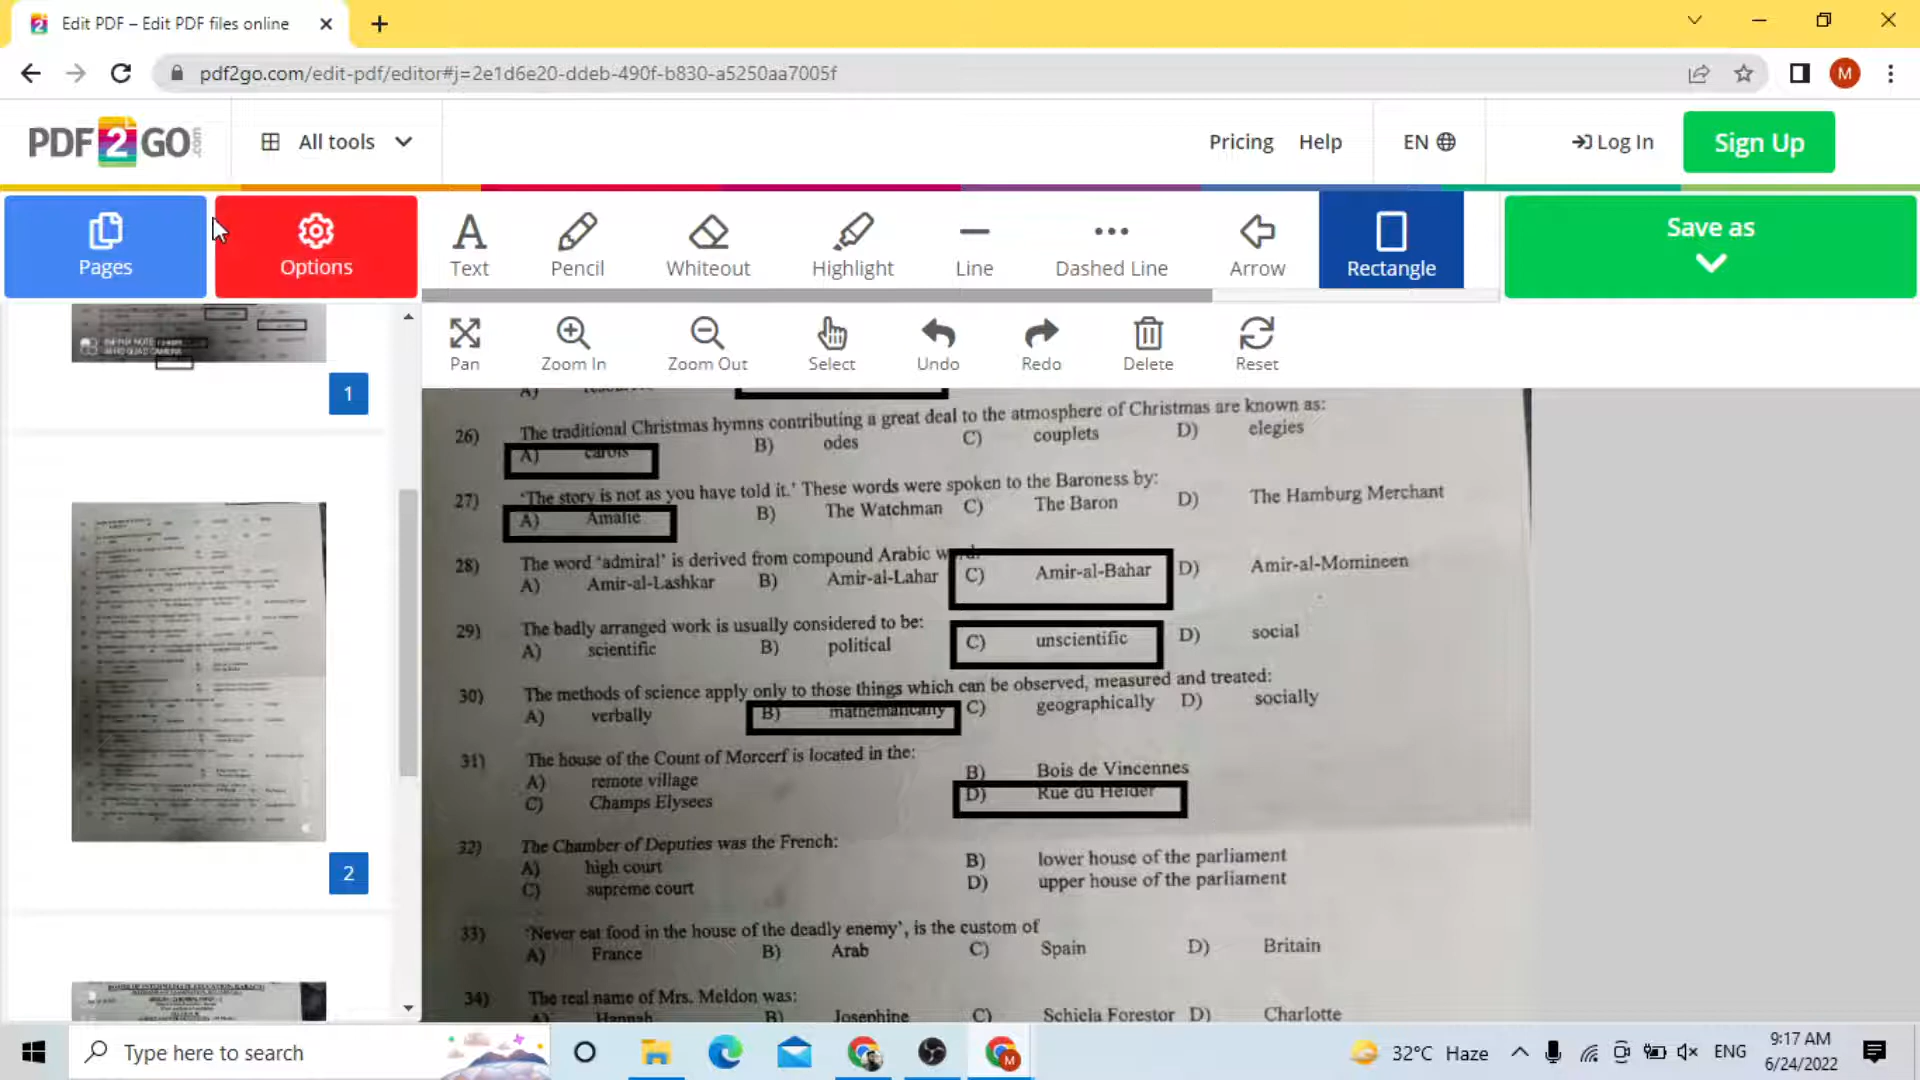 Edit PDF – Edit PDF files online
pdf2go.com/edit-pdf/editor#j=2e1d6e20-ddeb-490f-b830-a5250aa7005f
M
PDF2GO.com
All tools
Pricing
Help
EN
Log In
Sign Up
Pages
Options
Text
Pencil
Whiteout
Highlight
Line
Dashed Line
Arrow
Rectangle
Save as
Pan
Zoom In
Zoom Out
Select
Undo
Redo
Delete
Reset
1
2
A)
26) The traditional Christmas hymns contributing a great deal to the atmosphere of Christmas are known as:
A) carols B) odes C) couplets D) elegies
27) 'The story is not as you have told it.' These words were spoken to the Baroness by:
A) Amalie B) The Watchman C) The Baron D) The Hamburg Merchant
28) The word 'admiral' is derived from compound Arabic word:
A) Amir-al-Lashkar B) Amir-al-Lahar C) Amir-al-Bahar D) Amir-al-Momineen
29) The badly arranged work is usually considered to be:
A) scientific B) political C) unscientific D) social
30) The methods of science apply only to those things which can be observed, measured and treated:
A) verbally B) mathematically C) geographically D) socially
31) The house of the Count of Morcerf is located in the:
A) remote village B) Bois de Vincennes
C) Champs Elysees D) Rue du Helder
32) The Chamber of Deputies was the French:
A) high court B) lower house of the parliament
C) supreme court D) upper house of the parliament
33) 'Never eat food in the house of the deadly enemy', is the custom of
A) France B) Arab C) Spain D) Britain
34) The real name of Mrs. Meldon was:
A) Hannah B) Josephine C) Schiela Forestor D) Charlotte
Type here to search
32°C Haze
ENG
9:17 AM
6/24/2022